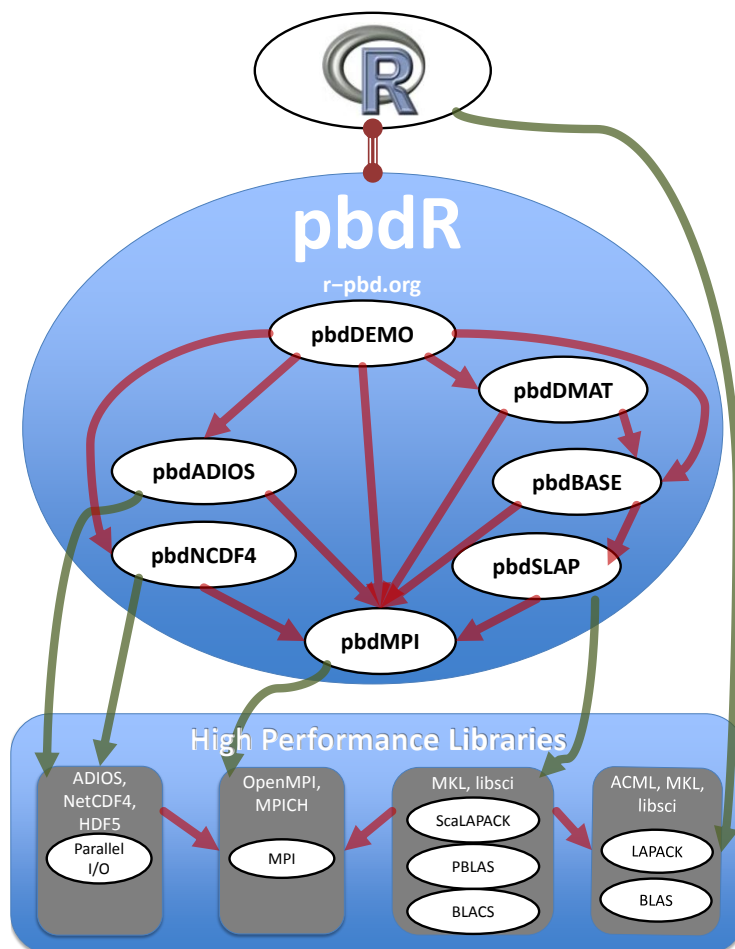 R
pbdR
r–pbd.org
pbdDEMO
pbdDMAT
pbdADIOS
pbdBASE
pbdNCDF4
pbdSLAP
pbdMPI
High Performance Libraries
ADIOS,
NetCDF4,
HDF5
Parallel
I/O
OpenMPI,
MPICH
MPI
MKL, libsci
ScaLAPACK
PBLAS
BLACS
ACML, MKL,
libsci
LAPACK
BLAS